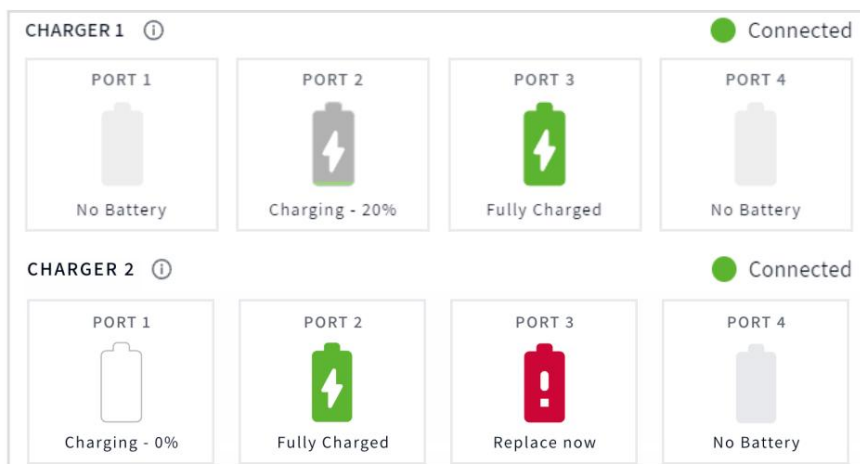 CHARGER 1 Connected
PORT 1 PORT 2 PORT 3 PORT 4
No Battery Charging - 20% Fully Charged No Battery
CHARGER 2 Connected
PORT 1 PORT 2 PORT 3 PORT 4
Charging - 0% Fully Charged Replace now No Battery